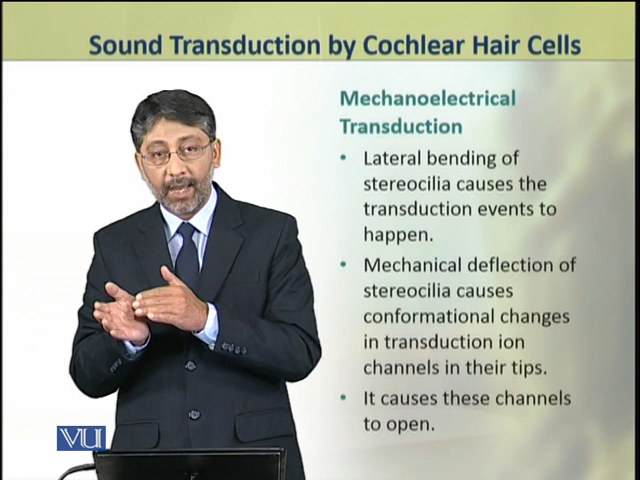 Sound Transduction by Cochlear Hair Cells
Mechanoelectrical
Transduction
• Lateral bending of
stereocilia causes the
transduction events to
happen.
• Mechanical deflection of
stereocilia causes
conformational changes
in transduction ion
channels in their tips.
• It causes these channels
to open.
VU